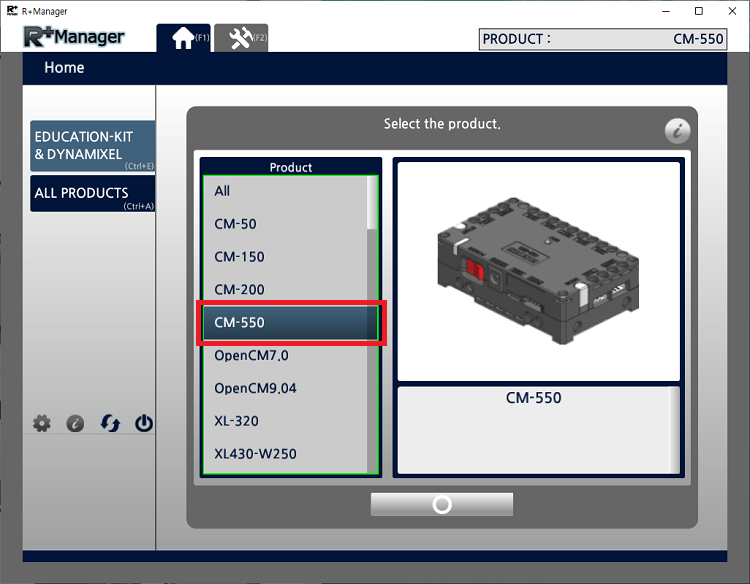 R+ R+Manager
R+Manager
(F1)
(F2)
PRODUCT : CM-550
Home
EDUCATION-KIT
& DYNAMIXEL
(Ctrl+E)
ALL PRODUCTS
(Ctrl+A)
Select the product.
Product
All
CM-50
CM-150
CM-200
CM-550
OpenCM7.0
OpenCM9.04
XL-320
XL430-W250
CM-550